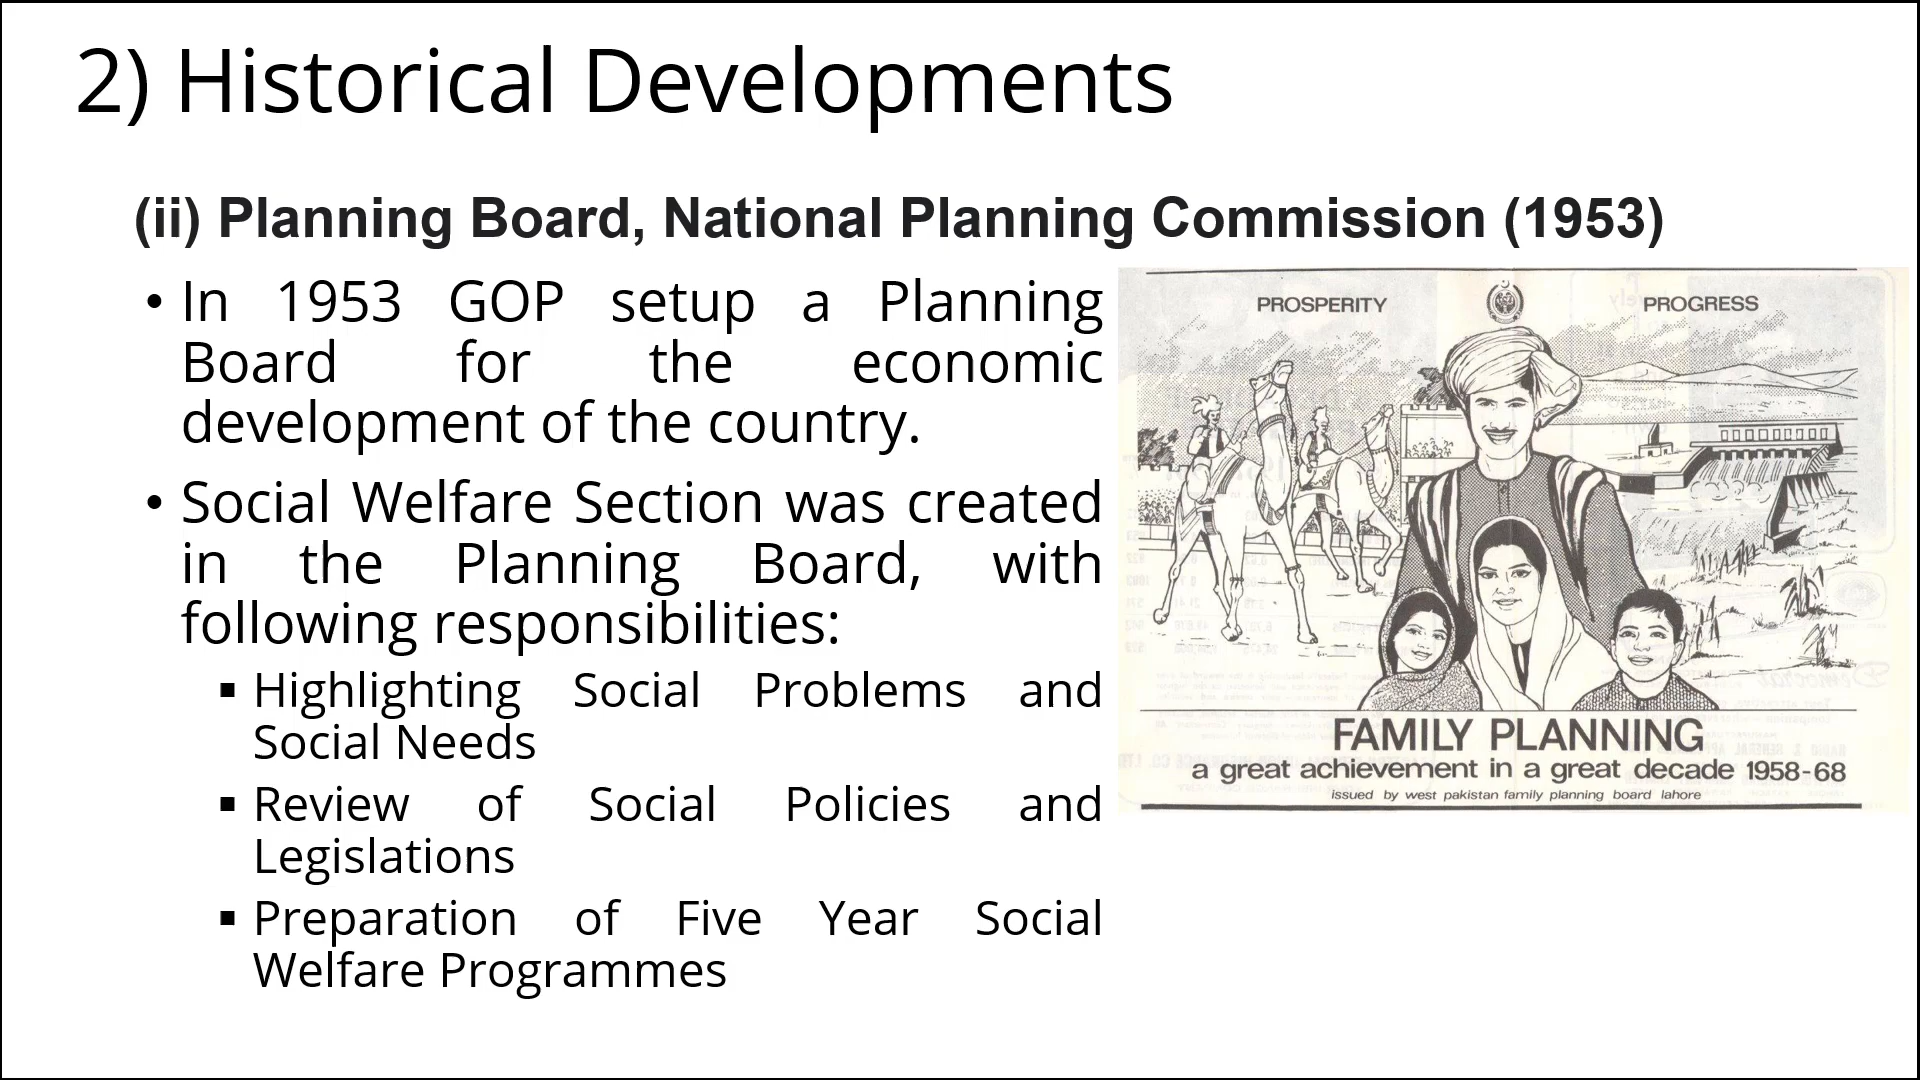 2) Historical Developments
(ii) Planning Board, National Planning Commission (1953)
• In 1953 GOP setup a Planning
Board for the economic
development of the country.
• Social Welfare Section was created
in the Planning Board, with
following responsibilities:
▪ Highlighting Social Problems and
Social Needs
▪ Review of Social Policies and
Legislations
▪ Preparation of Five Year Social
Welfare Programmes
PROSPERITY
PROGRESS
FAMILY PLANNING
a great achievement in a great decade 1958-68
issued by west pakistan family planning board lahore